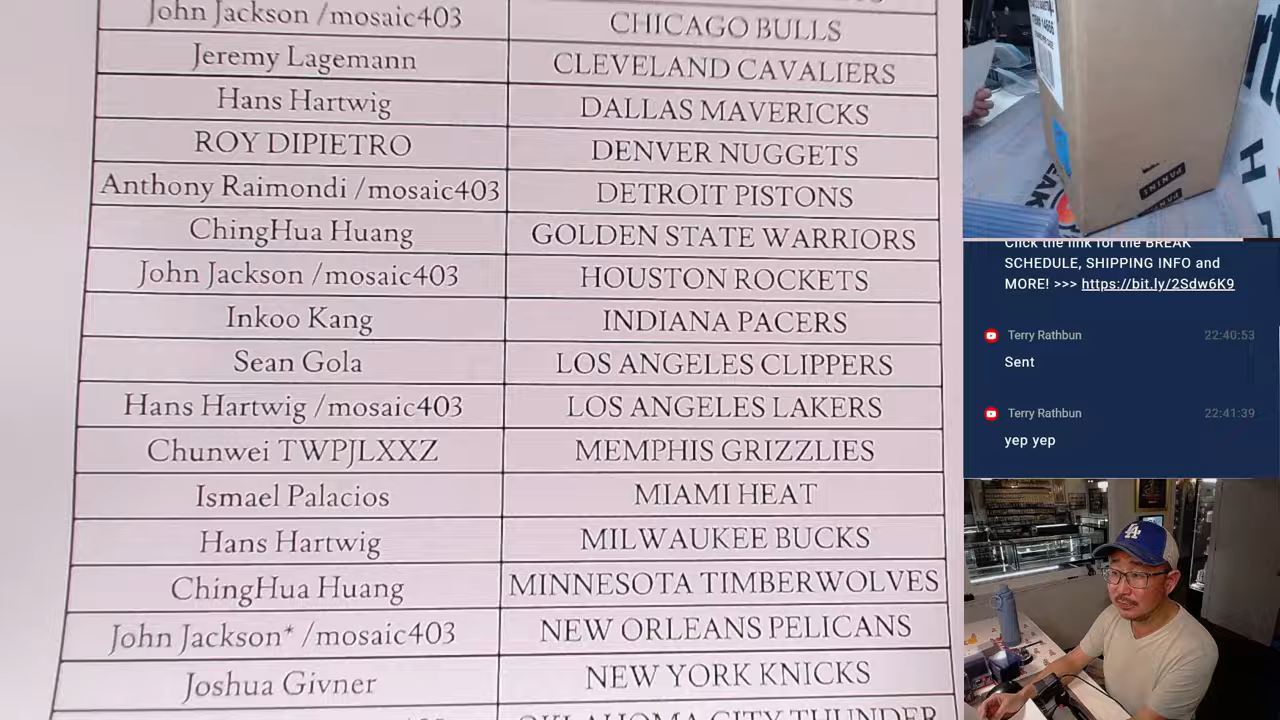 John Jackson /mosaic403 CHICAGO BULLS
Jeremy Lagemann CLEVELAND CAVALIERS
Hans Hartwig DALLAS MAVERICKS
ROY DIPIETRO DENVER NUGGETS
Anthony Raimondi /mosaic403 DETROIT PISTONS
ChingHua Huang GOLDEN STATE WARRIORS
John Jackson /mosaic403 HOUSTON ROCKETS
Inkoo Kang INDIANA PACERS
Sean Gola LOS ANGELES CLIPPERS
Hans Hartwig /mosaic403 LOS ANGELES LAKERS
Chunwei TWPJLXXZ MEMPHIS GRIZZLIES
Ismael Palacios MIAMI HEAT
Hans Hartwig MILWAUKEE BUCKS
ChingHua Huang MINNESOTA TIMBERWOLVES
John Jackson* /mosaic403 NEW ORLEANS PELICANS
Joshua Givner NEW YORK KNICKS
OKLAHOMA CITY THUNDER
PANINI
Click the link for the BREAK
SCHEDULE, SHIPPING INFO and
MORE! >>> https://bit.ly/2Sdw6K9
Terry Rathbun 22:40:53
Sent
Terry Rathbun 22:41:39
yep yep
LA